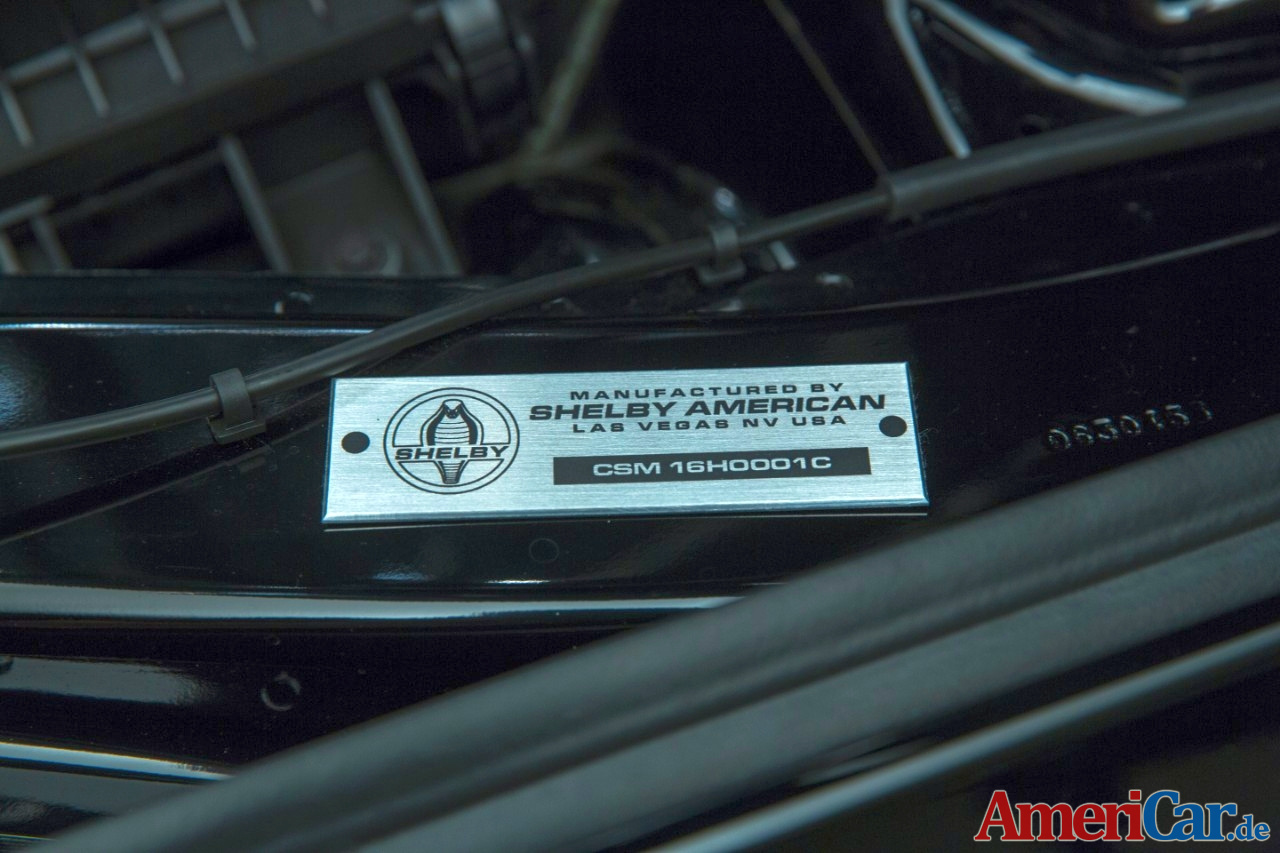 MANUFACTURED BY
SHELBY AMERICAN
LAS VEGAS NV USA
SHELBY
CSM 16H0001C
AmeriCar.de